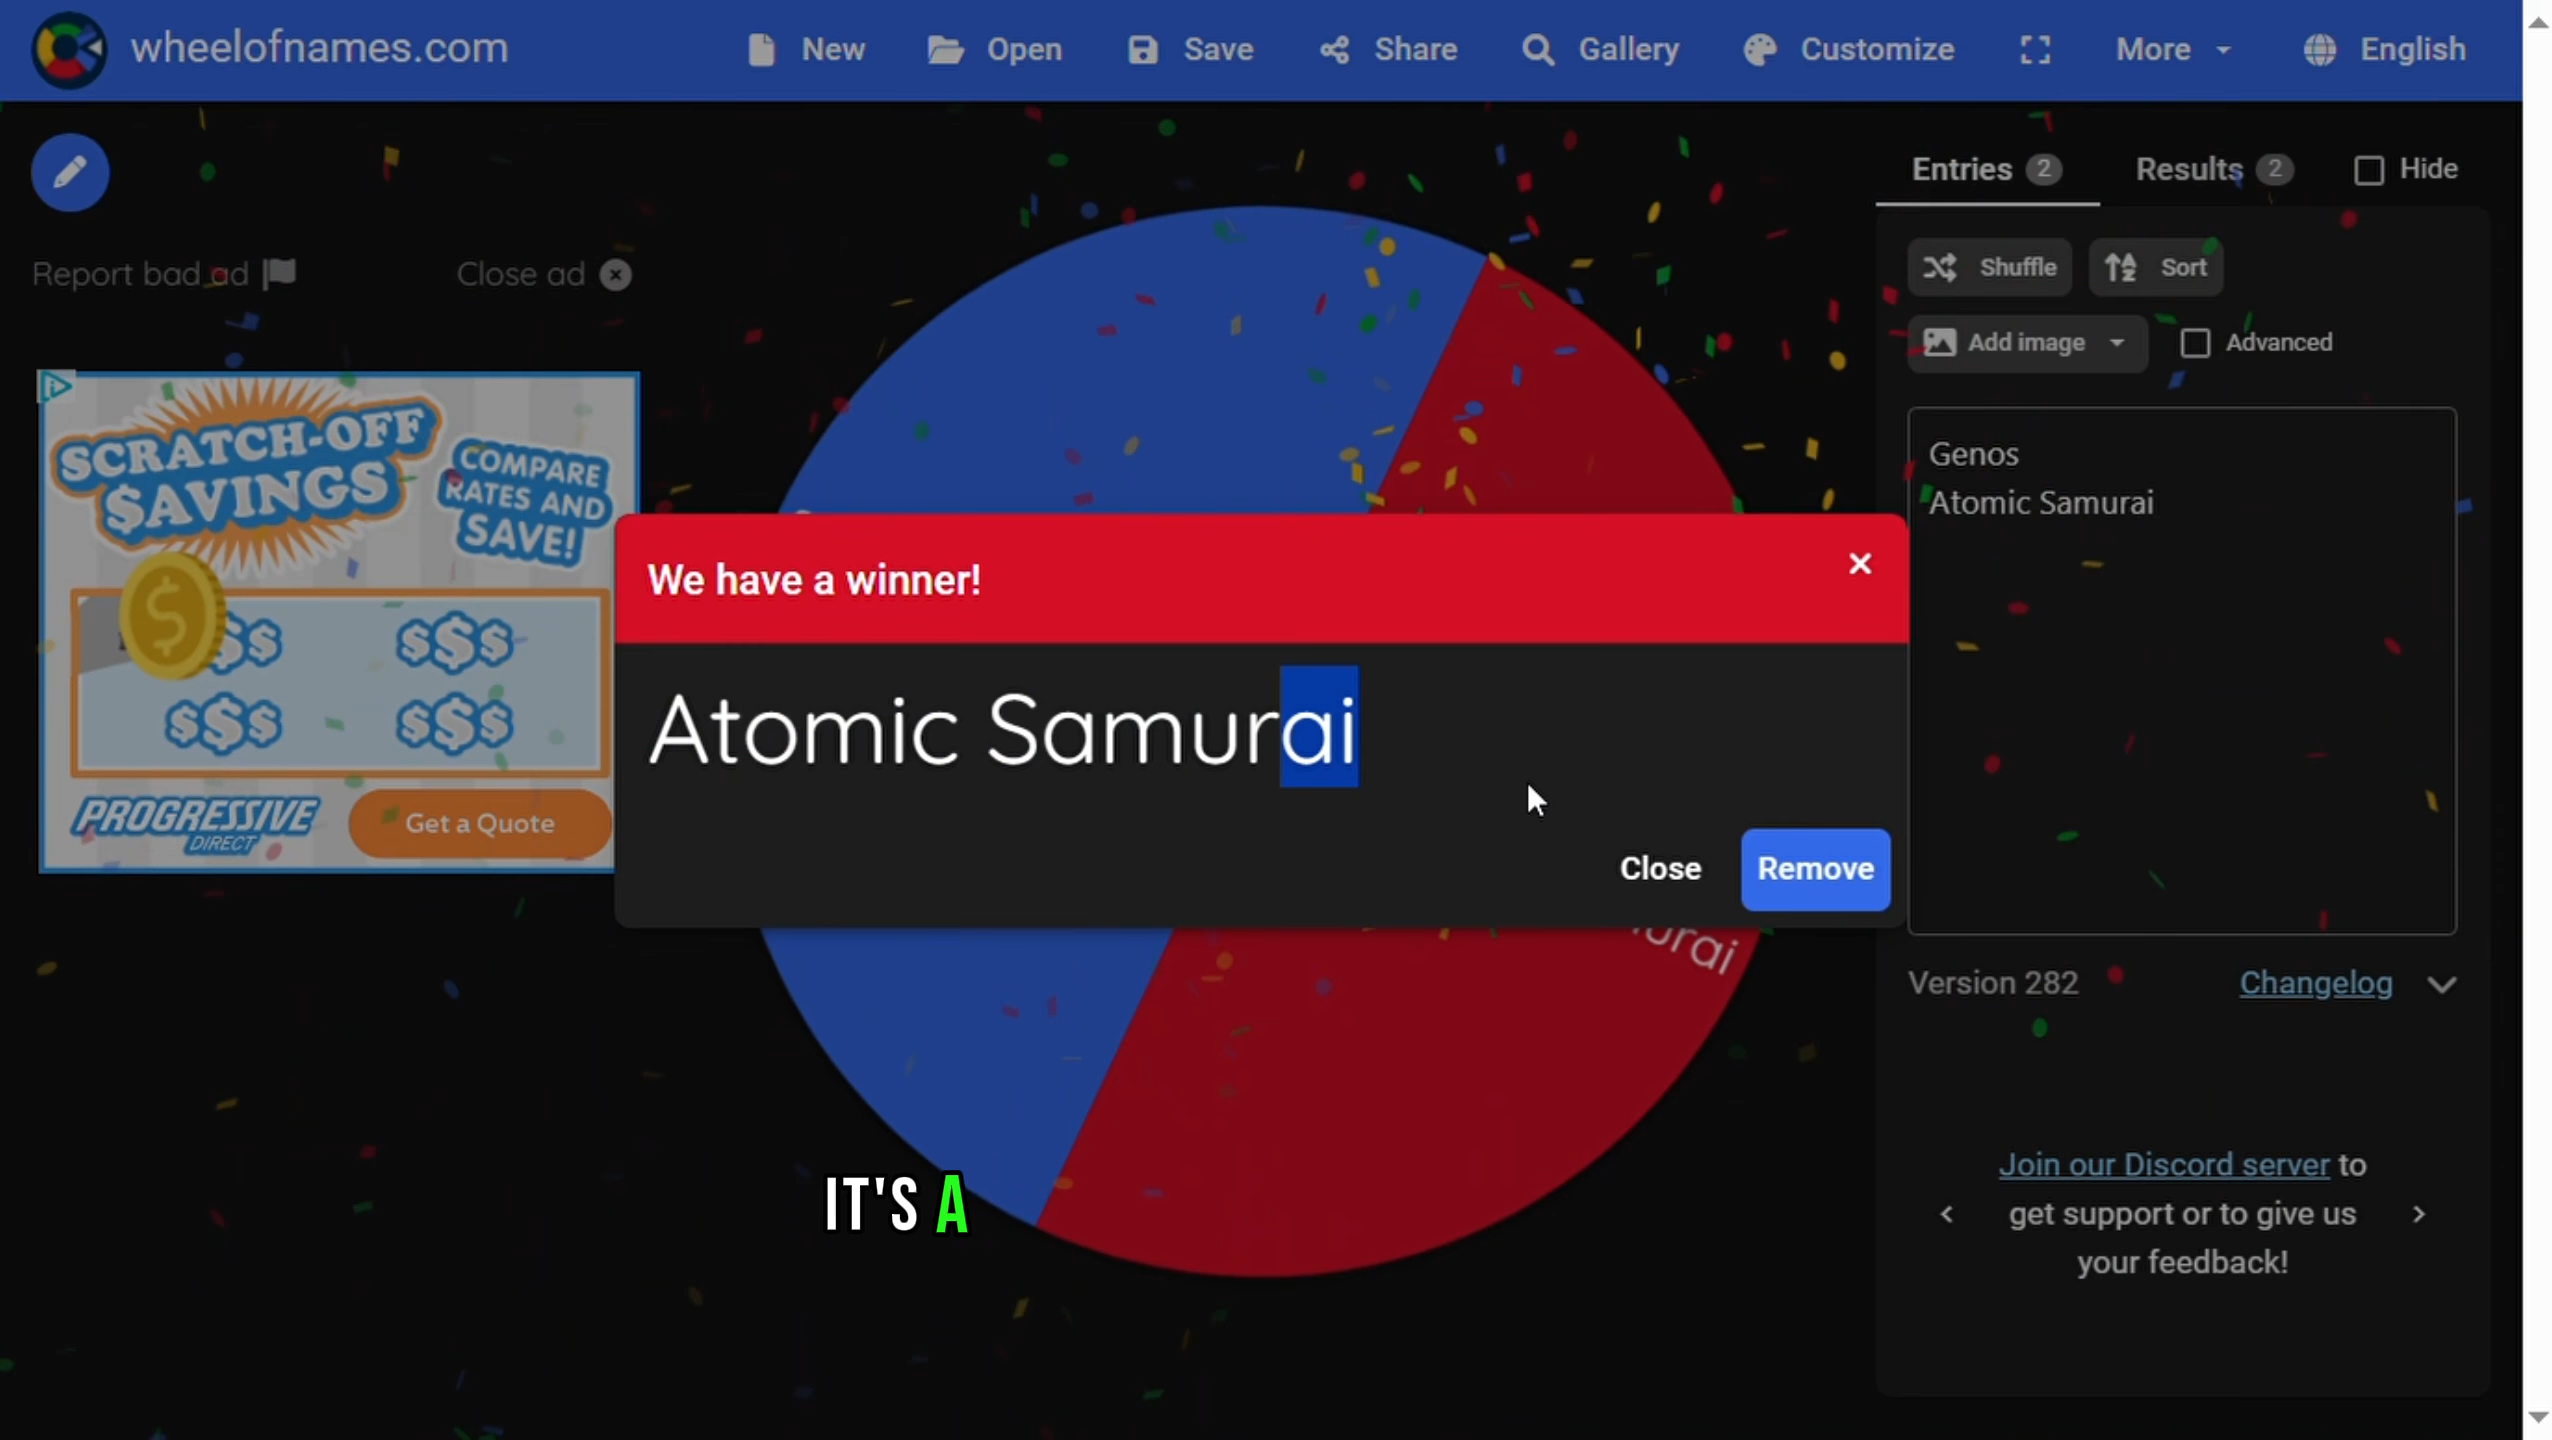 wheelofnames.com
New
Open
Save
Share
Gallery
Customize
More
English
Report bad ad
Close ad
Entries 2
Results 2
Hide
Shuffle
Sort
Add image
Advanced
Genos
Atomic Samurai
SCRATCH-OFF
$AVINGS
COMPARE
RATES AND
SAVE!
$
$$$
$$$
$$$
PROGRESSIVE
DIRECT
Get a Quote
We have a winner!
Atomic Samurai
Close
Remove
urai
Version 282
Changelog
Join our Discord server to
get support or to give us
your feedback!
IT'S A